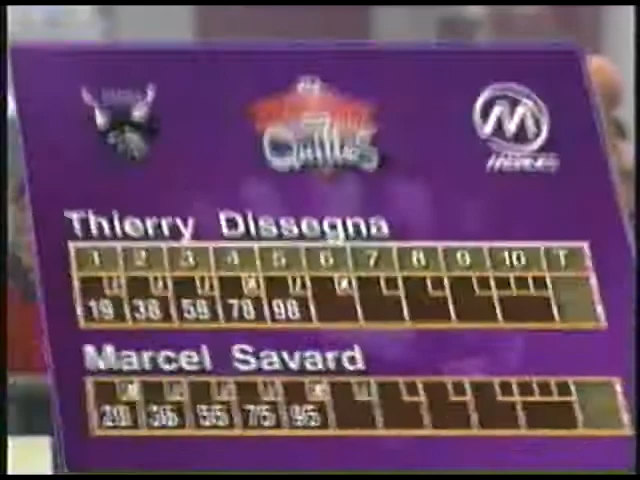 Quilles
M
Thierry Dissegna
1 2 3 4 5 6 7 8 9 10 T
19 38 58 78 98
Marcel Savard
20 36 55 75 95